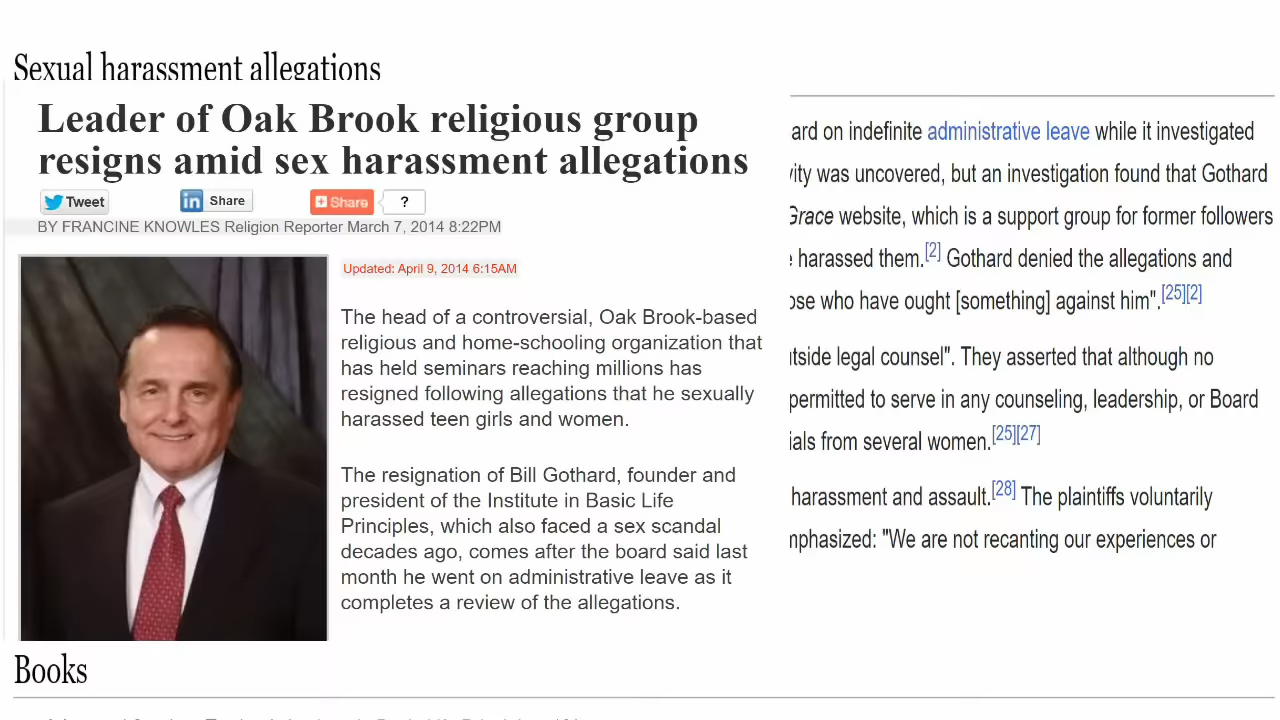 Sexual harassment allegations
Leader of Oak Brook religious group
resigns amid sex harassment allegations
Tweet
in Share
Share
?
BY FRANCINE KNOWLES Religion Reporter March 7, 2014 8:22PM
Updated: April 9, 2014 6:15AM
The head of a controversial, Oak Brook-based
religious and home-schooling organization that
has held seminars reaching millions has
resigned following allegations that he sexually
harassed teen girls and women.
The resignation of Bill Gothard, founder and
president of the Institute in Basic Life
Principles, which also faced a sex scandal
decades ago, comes after the board said last
month he went on administrative leave as it
completes a review of the allegations.
ard on indefinite administrative leave while it investigated
vity was uncovered, but an investigation found that Gothard
Grace website, which is a support group for former followers
e harassed them.[2] Gothard denied the allegations and
ose who have ought [something] against him".[25][2]
tside legal counsel". They asserted that although no
permitted to serve in any counseling, leadership, or Board
ials from several women.[25][27]
harassment and assault.[28] The plaintiffs voluntarily
mphasized: "We are not recanting our experiences or
Books